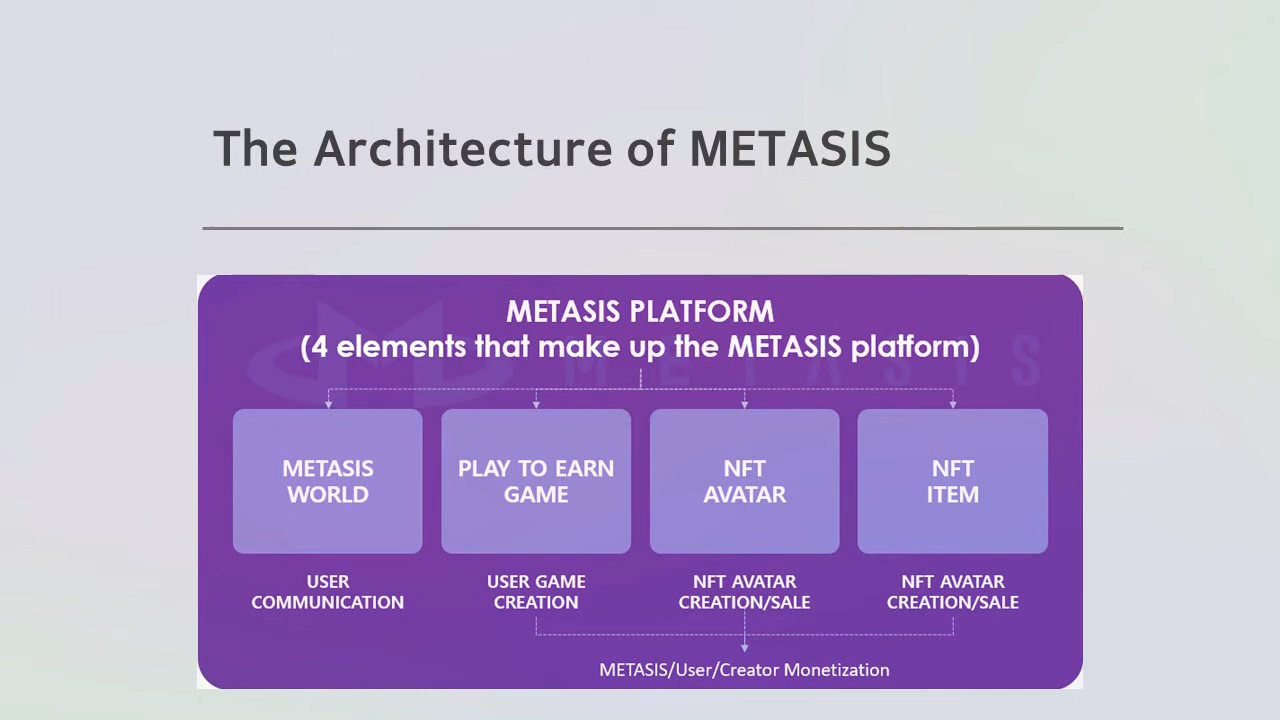 The Architecture of METASIS
METASIS PLATFORM
(4 elements that make up the METASIS platform)
METASIS
METASIS
WORLD
PLAY TO EARN
GAME
NFT
AVATAR
NFT
ITEM
USER
COMMUNICATION
USER GAME
CREATION
NFT AVATAR
CREATION/SALE
NFT AVATAR
CREATION/SALE
METASIS/User/Creator Monetization